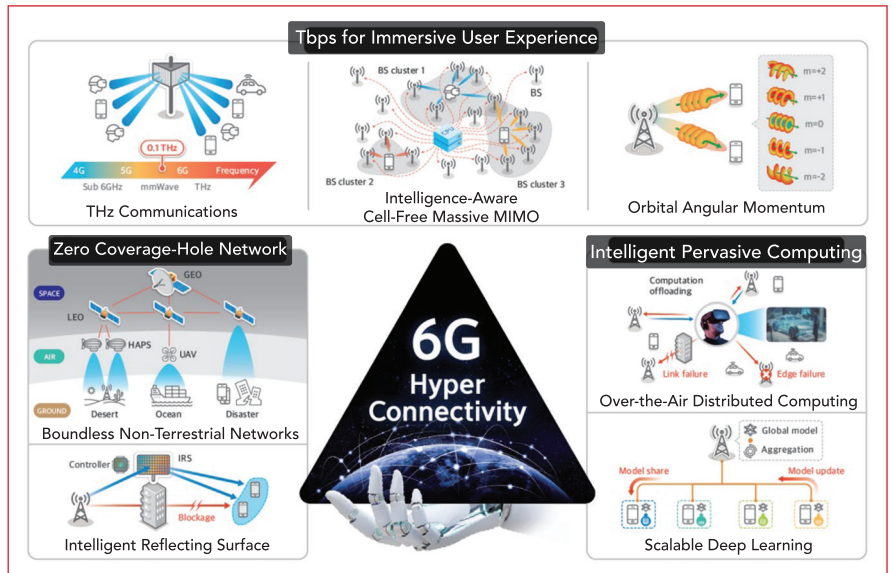 Tbps for Immersive User Experience
0.1 THz
4G 5G 6G Frequency
Sub 6GHz mmWave THz
THz Communications
BS cluster 1
BS
CPU
BS cluster 2
BS cluster 3
Intelligence-Aware
Cell-Free Massive MIMO
m=+2
m=+1
m=0
m=-1
m=-2
Orbital Angular Momentum
Zero Coverage-Hole Network
GEO
SPACE
LEO
AIR
HAPS
UAV
GROUND
Desert Ocean Disaster
Boundless Non-Terrestrial Networks
Controller
IRS
Blockage
Intelligent Reflecting Surface
6G
Hyper
Connectivity
Intelligent Pervasive Computing
Computation
offloading
Link failure
Edge failure
Over-the-Air Distributed Computing
Global model
Aggregation
Model share
Model update
Scalable Deep Learning